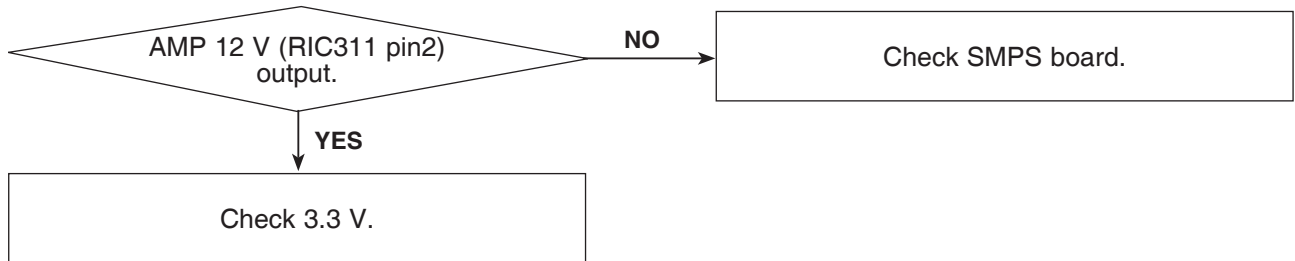 AMP 12 V (RIC311 pin2)
output.
NO
Check SMPS board.
YES
Check 3.3 V.